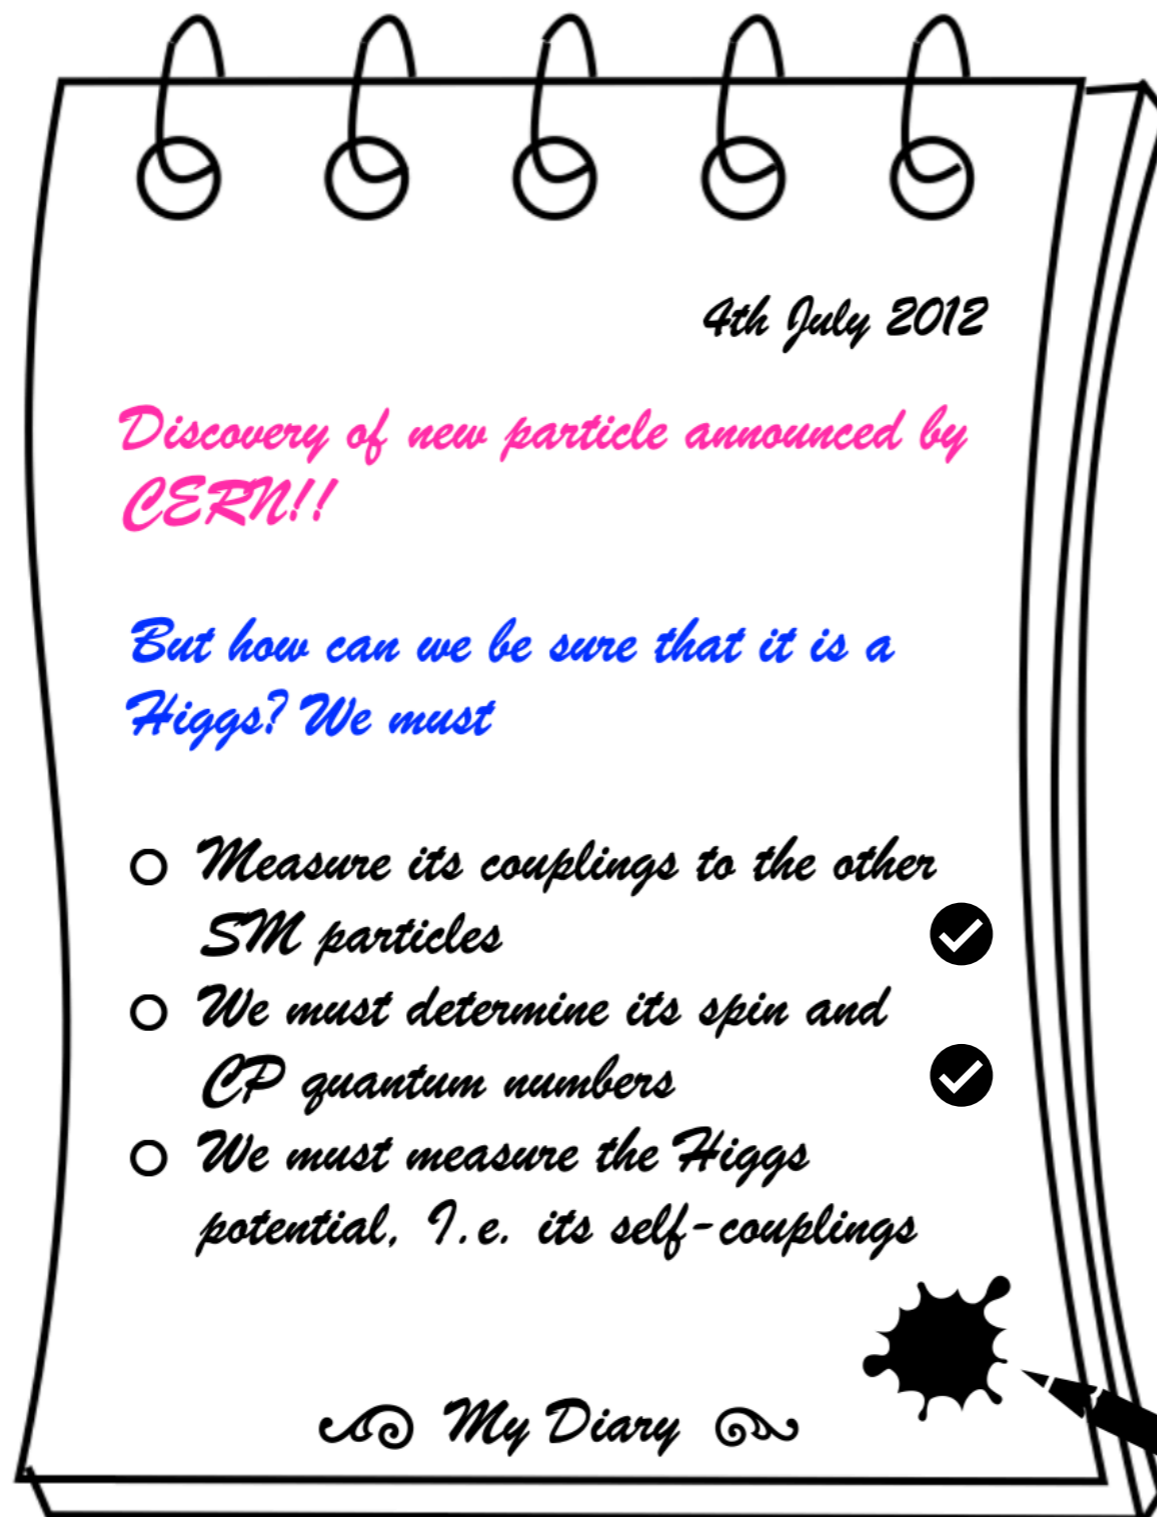 4th July 2012
Discovery of new particle announced by
CERN!!
But how can we be sure that it is a
Higgs? We must
Measure its couplings to the other
SM particles
We must determine its spin and
CP quantum numbers
We must measure the Higgs
potential, I.e. its self-couplings
My Diary